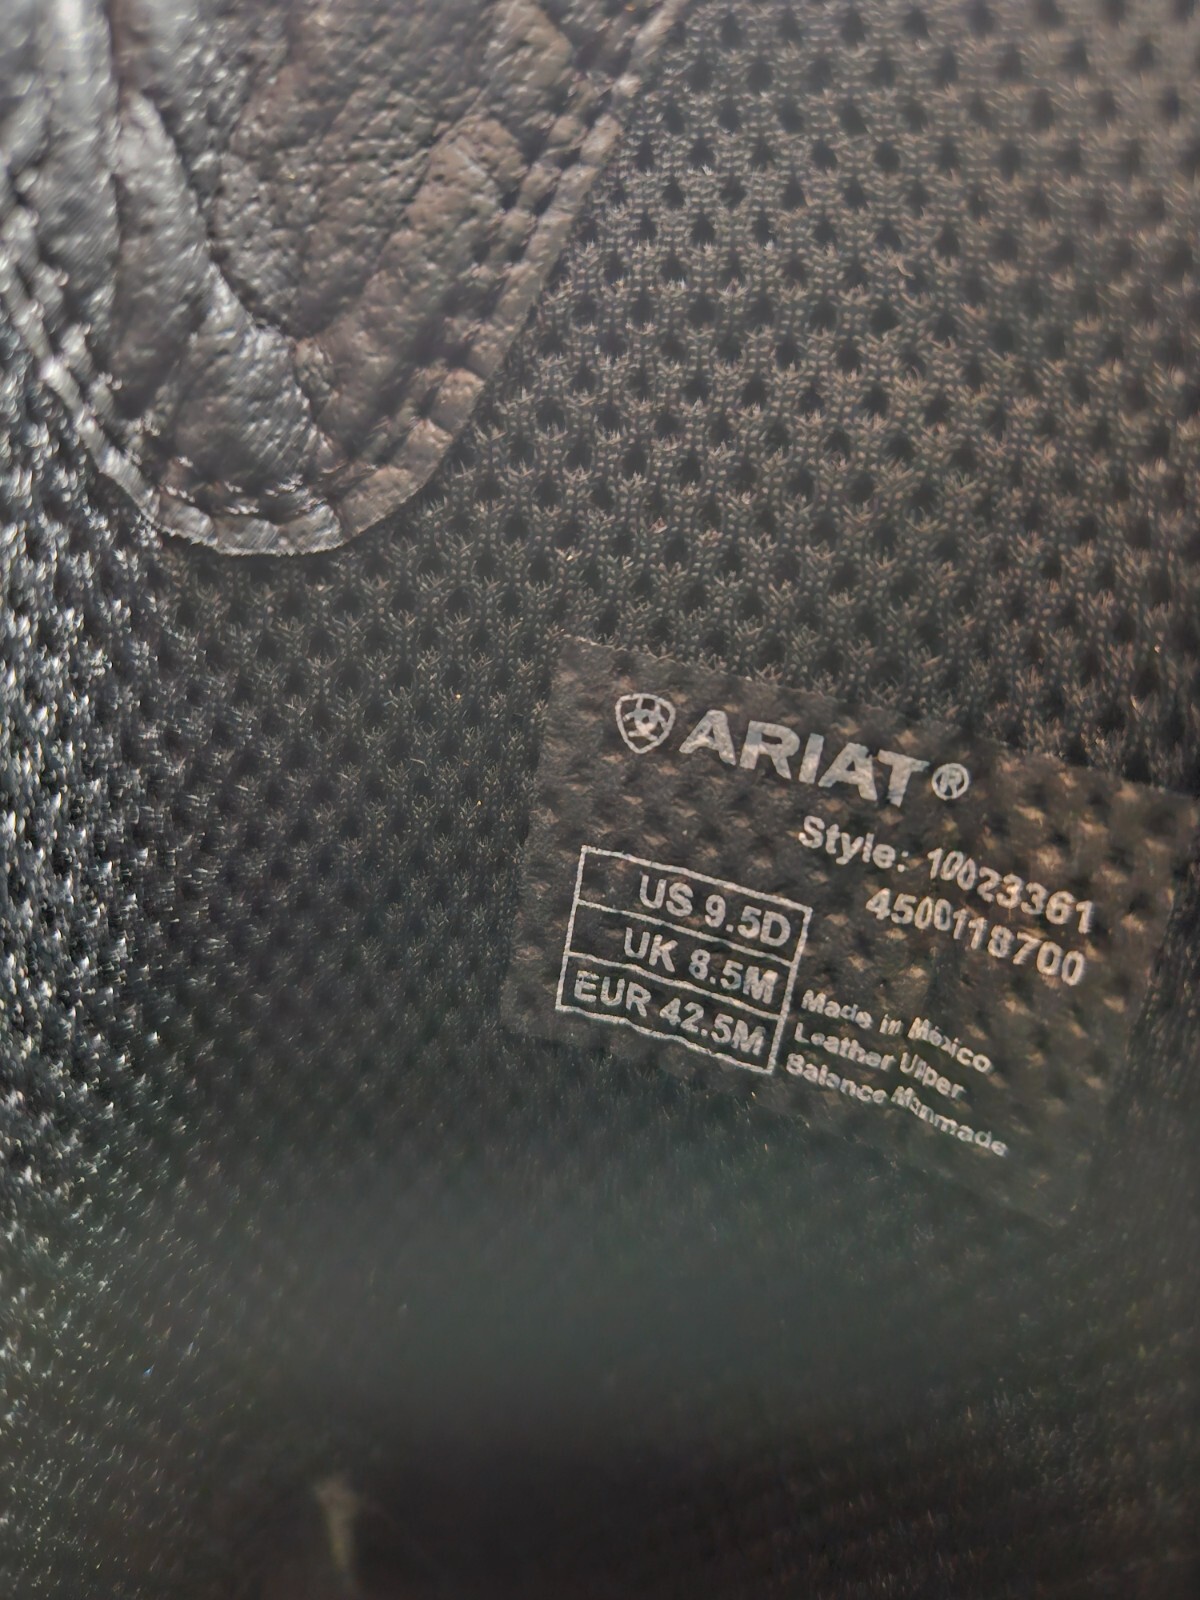 ARIAT®
Style: 10023361
4500118700
US 9.5D
UK 8.5M
EUR 42.5M
Made in Mexico
Leather Upper
Balance Manmade